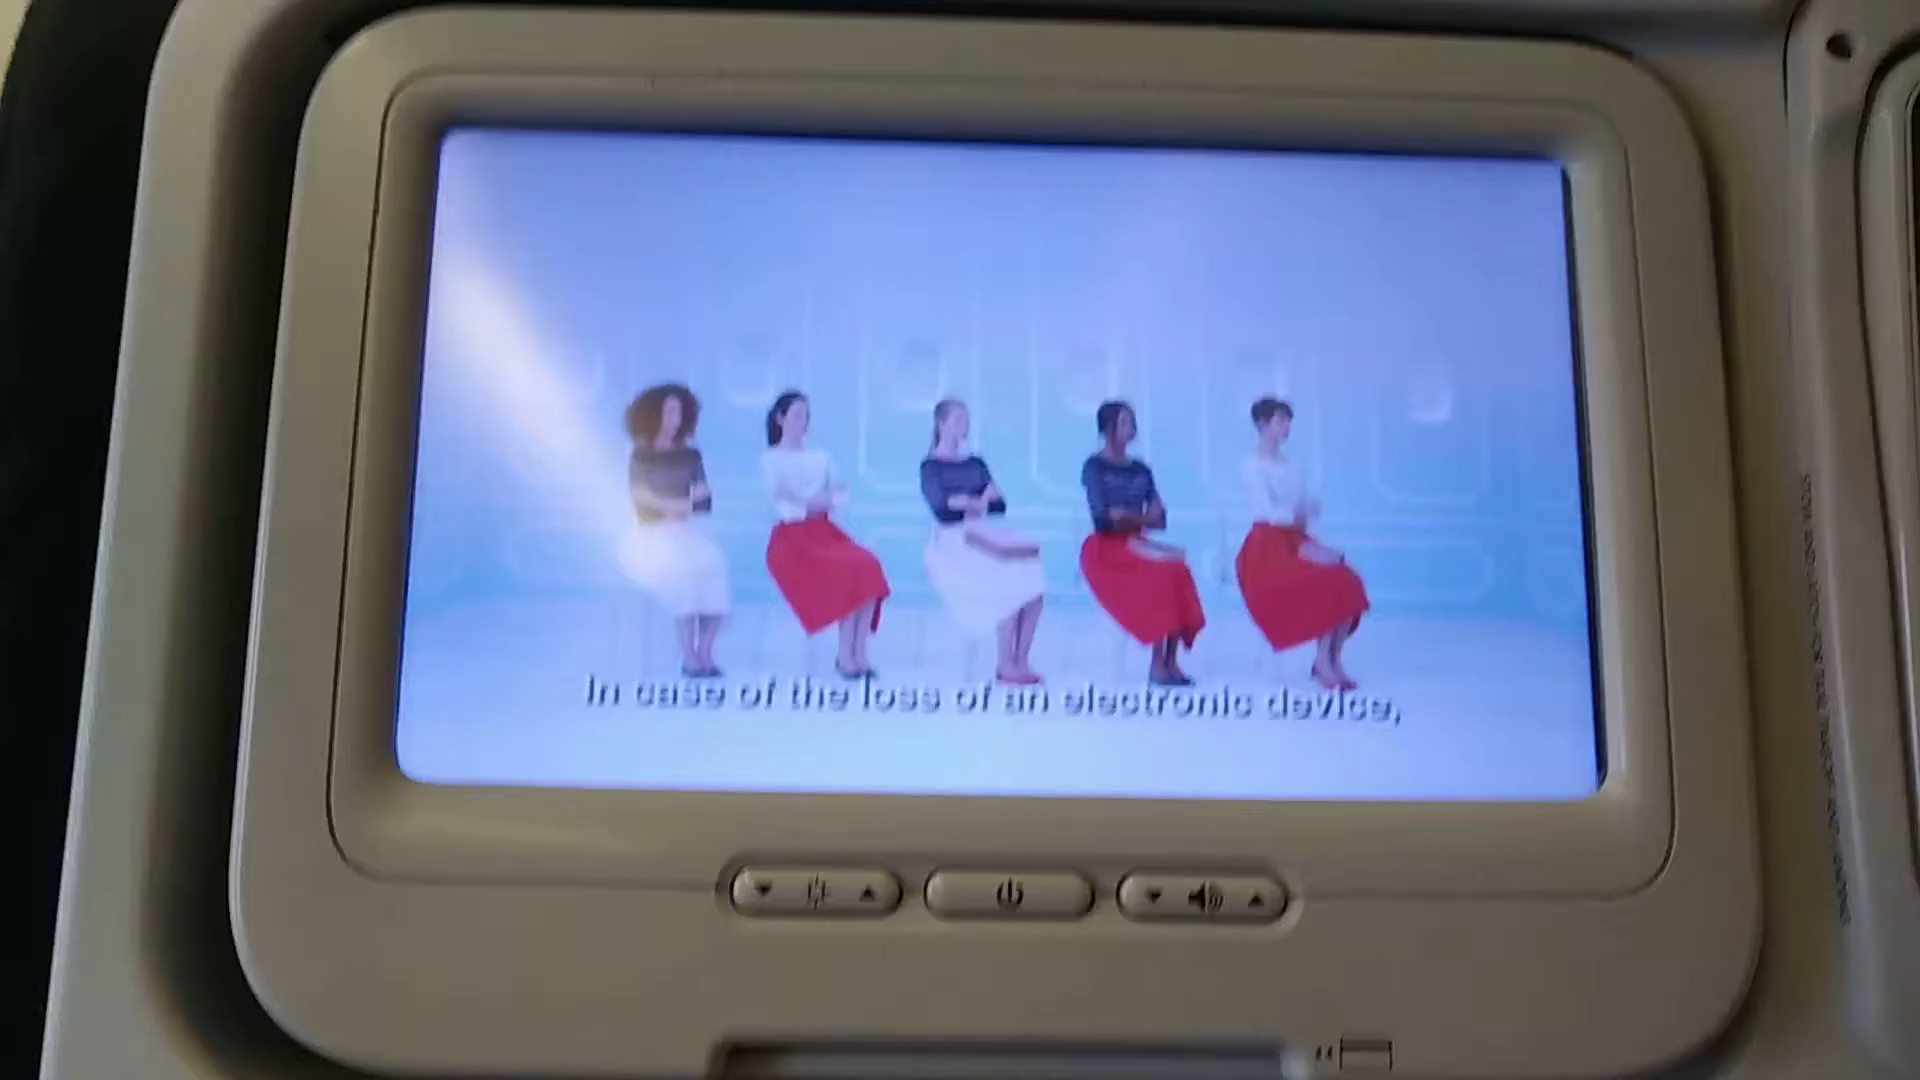 In case of the loss of an electronic device,